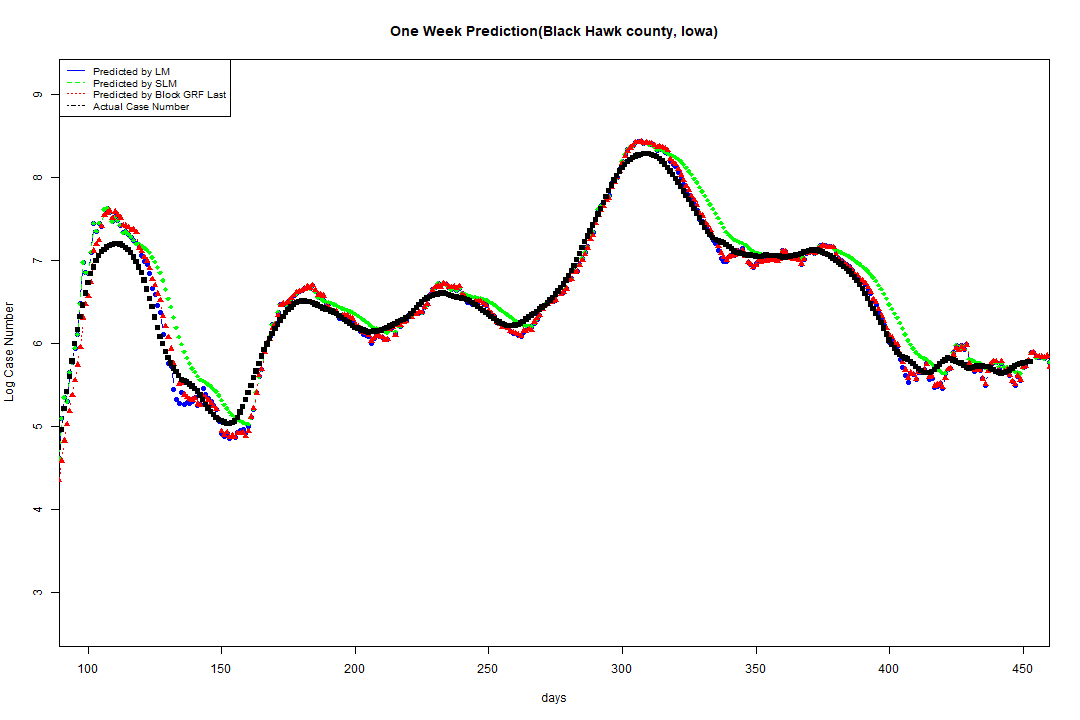 One Week Prediction(Black Hawk county, Iowa)
Predicted by LM
Predicted by SLM
Predicted by Block GRF Last
Actual Case Number
Log Case Number
9
8
7
6
5
4
3
100 150 200 250 300 350 400 450
days